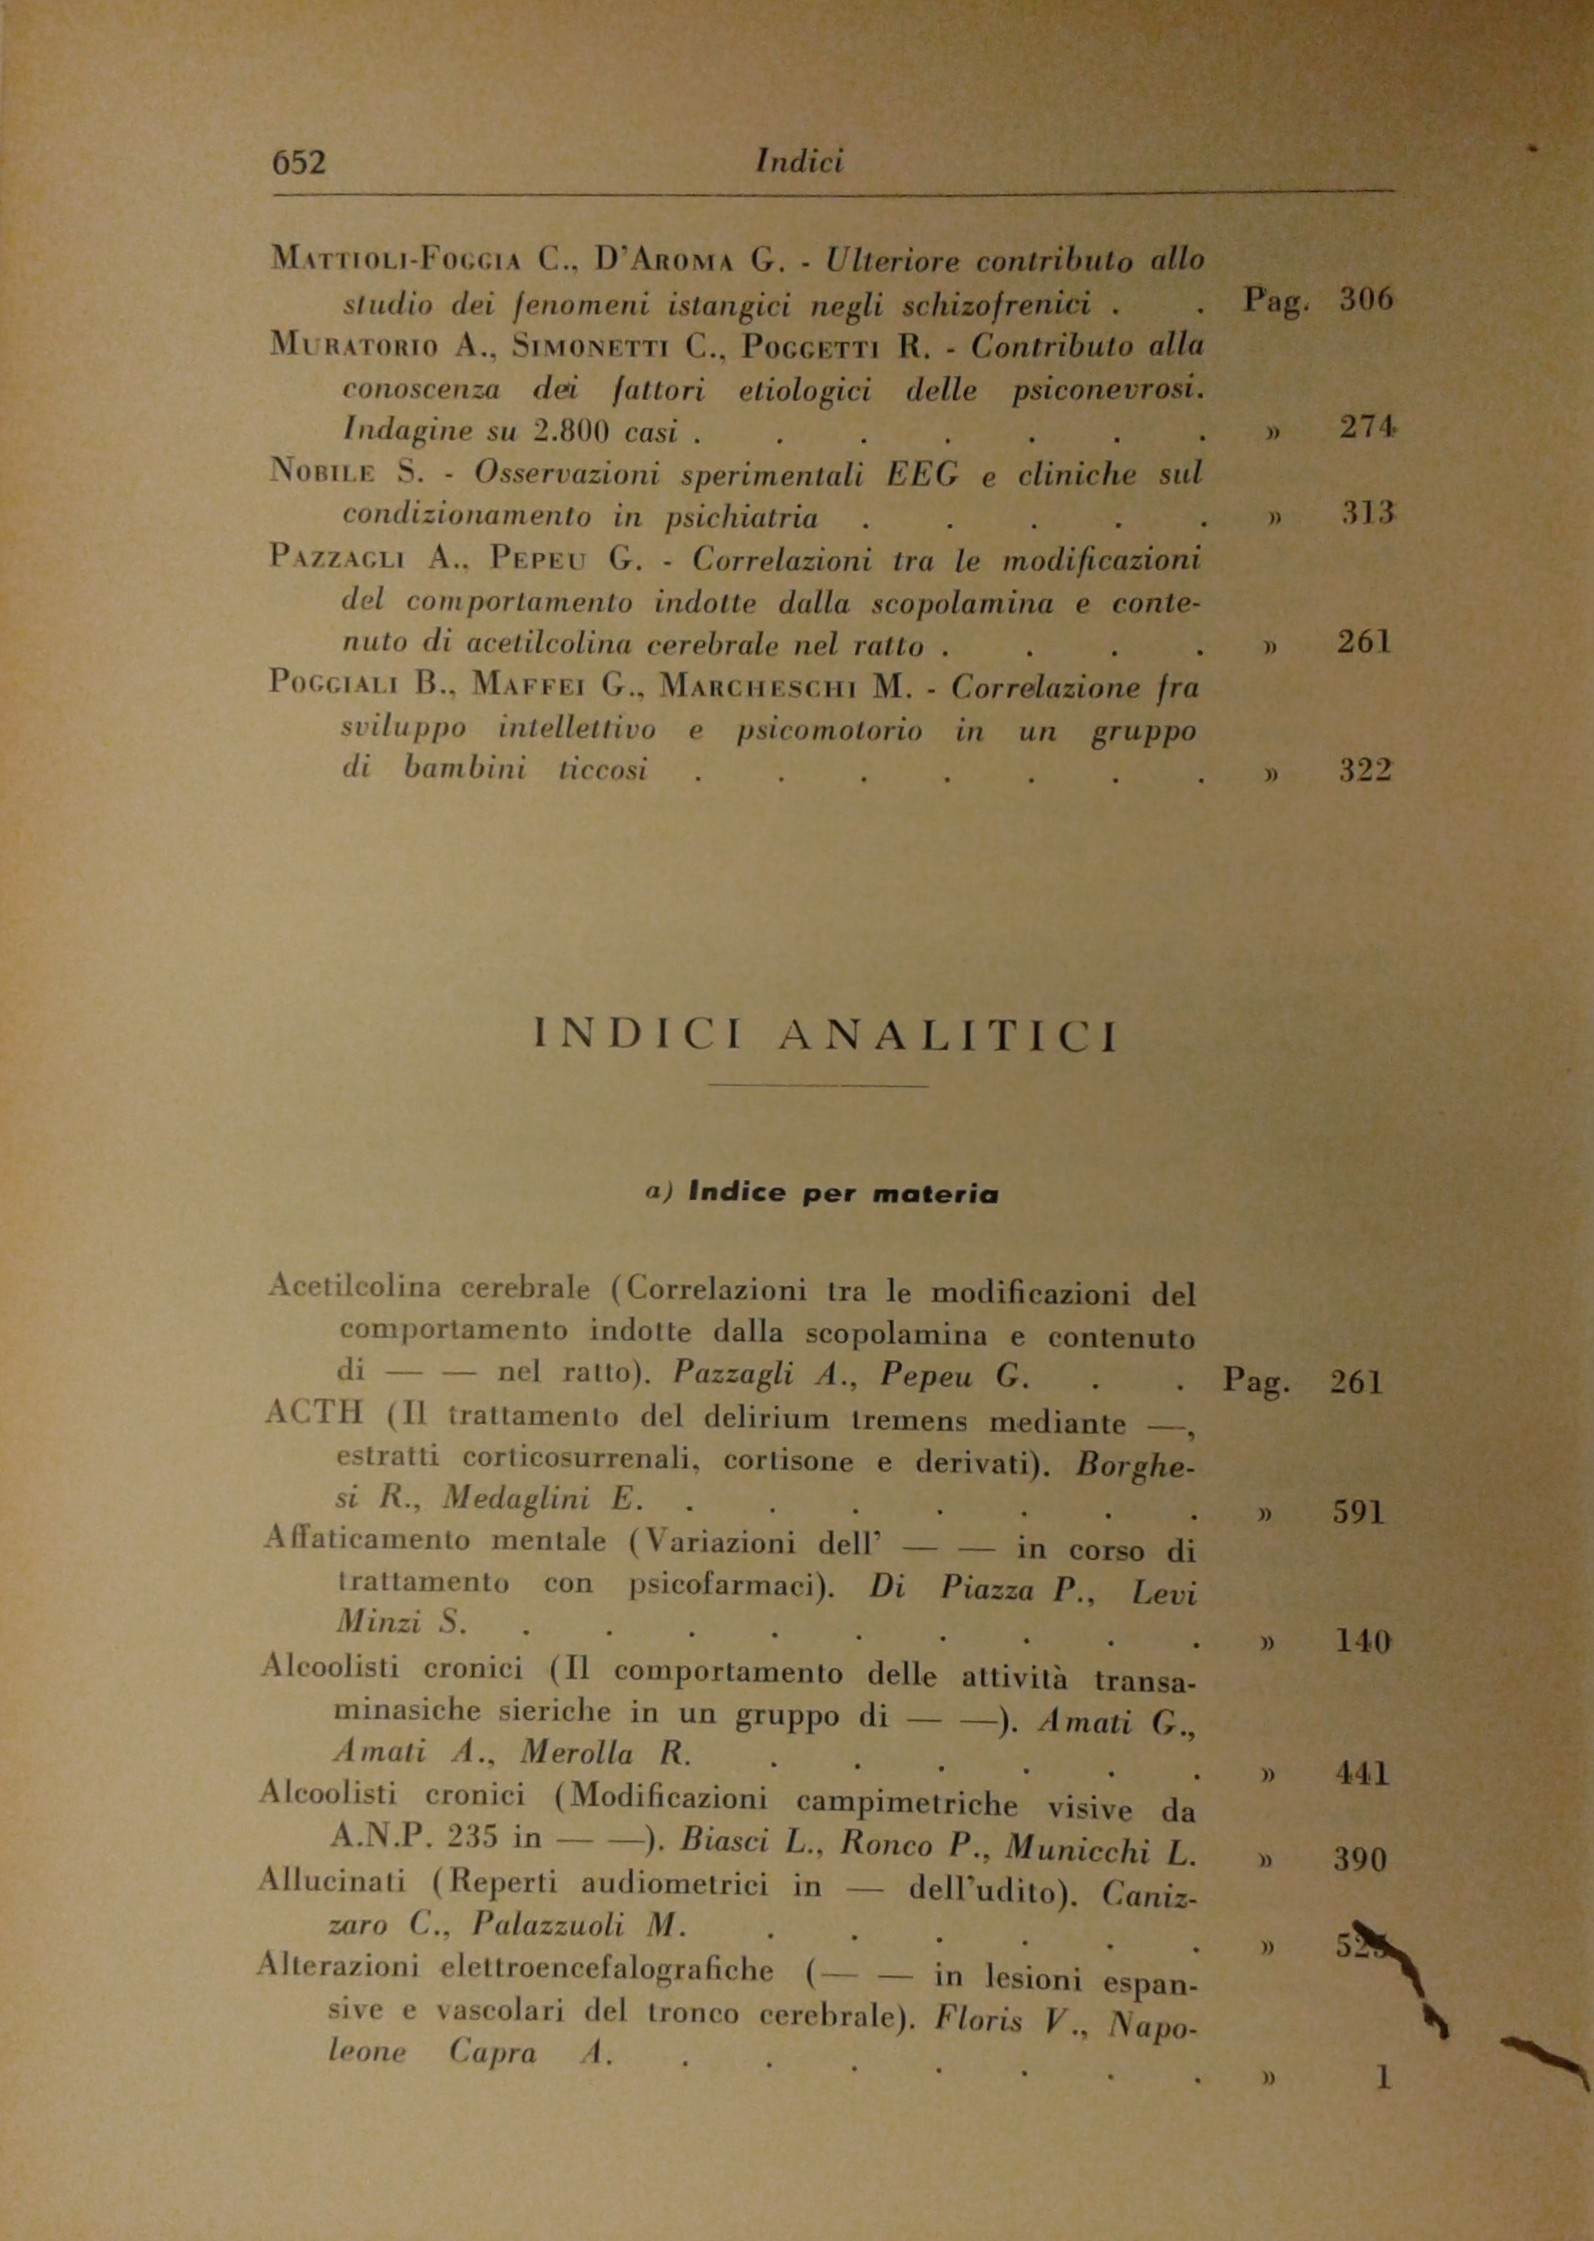 652 Indici
MATTIOLI-FOGGIA C., D'AROMA G. - Ulteriore contributo allo
studio dei fenomeni istangici negli schizofrenici . . Pag. 306
MURATORIO A., SIMONETTI C., POGGETTI R. - Contributo alla
conoscenza dei fattori etiologici delle psiconevrosi.
Indagine su 2.800 casi . . . . . . . » 274
NOBILE S. - Osservazioni sperimentali EEG e cliniche sul
condizionamento in psichiatria . . . . . » 313
PAZZAGLI A., PEPEU G. - Correlazioni tra le modificazioni
del comportamento indotte dalla scopolamina e conte-
nuto di acetilcolina cerebrale nel ratto . . . . » 261
POGGIALI B., MAFFEI G., MARCHESCHI M. - Correlazione fra
sviluppo intellettivo e psicomotorio in un gruppo
di bambini ticcosi . . . . . . . » 322
INDICI ANALITICI
a) Indice per materia
Acetilcolina cerebrale (Correlazioni tra le modificazioni del
comportamento indotte dalla scopolamina e contenuto
di — — nel ratto). Pazzagli A., Pepeu G. . . Pag. 261
ACTH (Il trattamento del delirium tremens mediante —,
estratti corticosurrenali, cortisone e derivati). Borghe-
si R., Medaglini E. . . . . . . . » 591
Affaticamento mentale (Variazioni dell' — — in corso di
trattamento con psicofarmaci). Di Piazza P., Levi
Minzi S. . . . . . . . . . » 140
Alcoolisti cronici (Il comportamento delle attività transa-
minasiche sieriche in un gruppo di — —). Amati G.,
Amati A., Merolla R. . . . . . . » 441
Alcoolisti cronici (Modificazioni campimetriche visive da
A.N.P. 235 in — —). Biasci L., Ronco P., Municchi L. » 390
Allucinati (Reperti audiometrici in — dell'udito). Caniz-
zaro C., Palazzuoli M. . . . . . . »
Alterazioni elettroencefalografiche (— — in lesioni espan-
sive e vascolari del tronco cerebrale). Floris V., Napo-
leone Capra A. . . . . . . . » 1